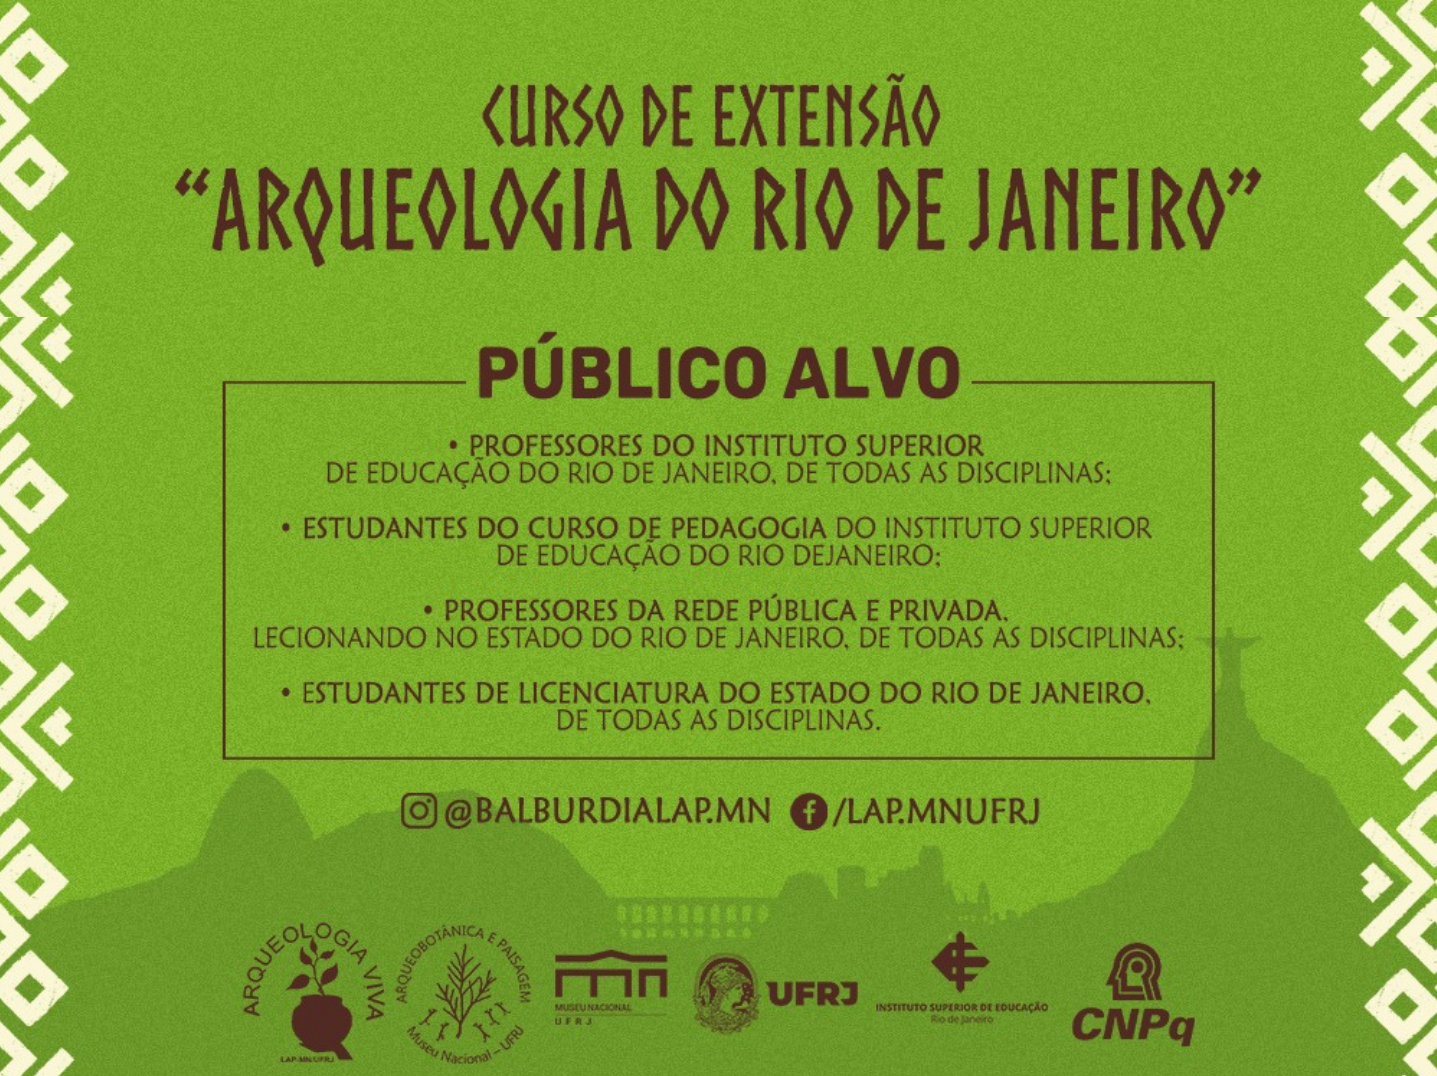 CURSO DE EXTENSÃO
“ARQUEOLOGIA DO RIO DE JANEIRO”
PÚBLICO ALVO
• PROFESSORES DO INSTITUTO SUPERIOR
DE EDUCAÇÃO DO RIO DE JANEIRO, DE TODAS AS DISCIPLINAS;
• ESTUDANTES DO CURSO DE PEDAGOGIA DO INSTITUTO SUPERIOR
DE EDUCAÇÃO DO RIO DEJANEIRO;
• PROFESSORES DA REDE PÚBLICA E PRIVADA,
LECIONANDO NO ESTADO DO RIO DE JANEIRO, DE TODAS AS DISCIPLINAS;
• ESTUDANTES DE LICENCIATURA DO ESTADO DO RIO DE JANEIRO,
DE TODAS AS DISCIPLINAS.
@BALBURDIALAP.MN /LAP.MNUFRJ
ARQUEOLOGIA VIVA
LAP-MN/UFRJ
ARQUEOBOTÂNICA E PAISAGEM
Museu Nacional – UFRJ
MUSEU NACIONAL
UFRJ
UFRJ
INSTITUTO SUPERIOR DE EDUCAÇÃO
Rio de Janeiro
CNPq